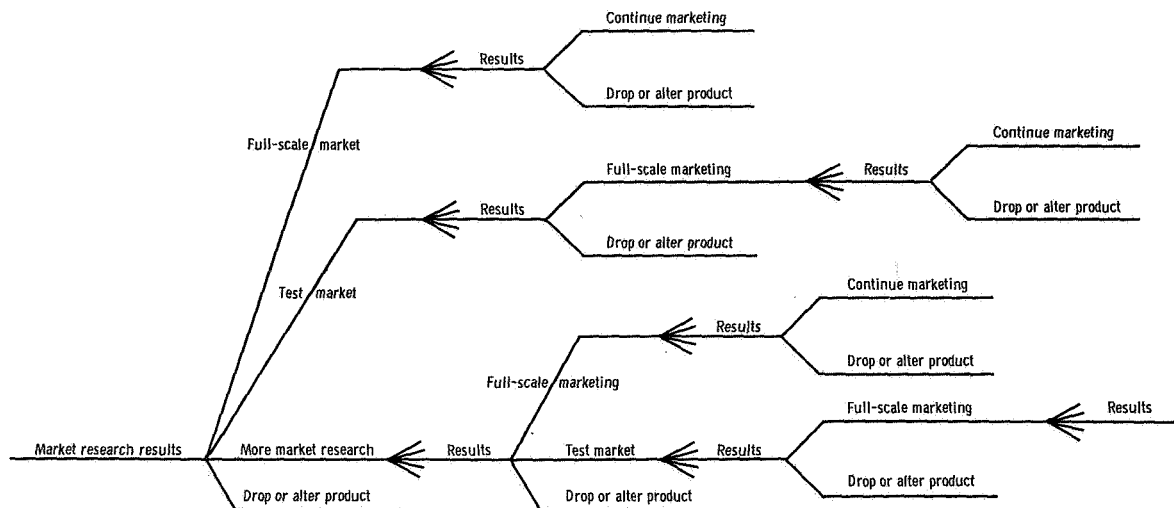 Continue marketing
Results
Drop or alter product
Full-scale market
Continue marketing
Full-scale marketing
Results
Results
Drop or alter product
Drop or alter product
Test market
Continue marketing
Results
Drop or alter product
Full-scale marketing
Full-scale marketing
Results
Market research results
More market research
Results
Test market
Results
Drop or alter product
Drop or alter product
Drop or alter product